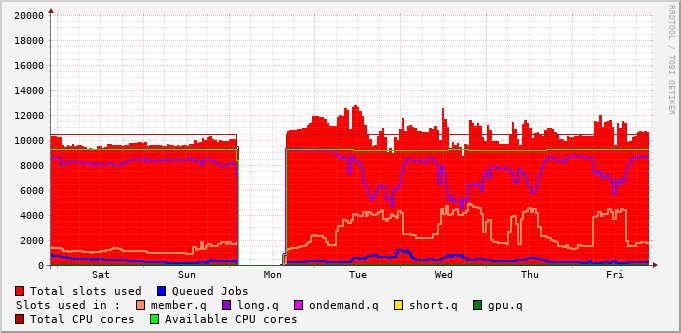 RRDTOOL / TOBI OETIKER
20000
18000
16000
14000
12000
10000
8000
6000
4000
2000
0
Sat Sun Mon Tue Wed Thu Fri
Total slots used Queued Jobs
Slots used in : member.q long.q ondemand.q short.q gpu.q
Total CPU cores Available CPU cores